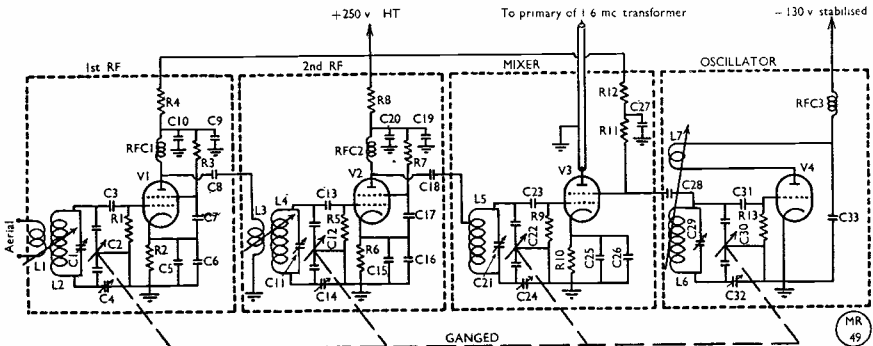 +250 v HT
To primary of 1 6 mc transformer
– 130 v stabilised
1st RF
2nd RF
MIXER
OSCILLATOR
R4
C10
C9
RFC1
R3
C8
V1
C3
R1
C7
Aerial
L1
C1
C2
L2
R2
C5
C6
C4
R8
C20
C19
RFC2
R7
C18
V2
L3
L4
C13
R5
C17
C12
R6
C15
C16
C11
C14
R12
C27
R11
V3
L5
C23
R9
C22
R10
C25
C26
C21
C24
RFC3
L7
V4
C28
C31
R13
C29
C30
C33
L6
C32
GANGED
MR
49